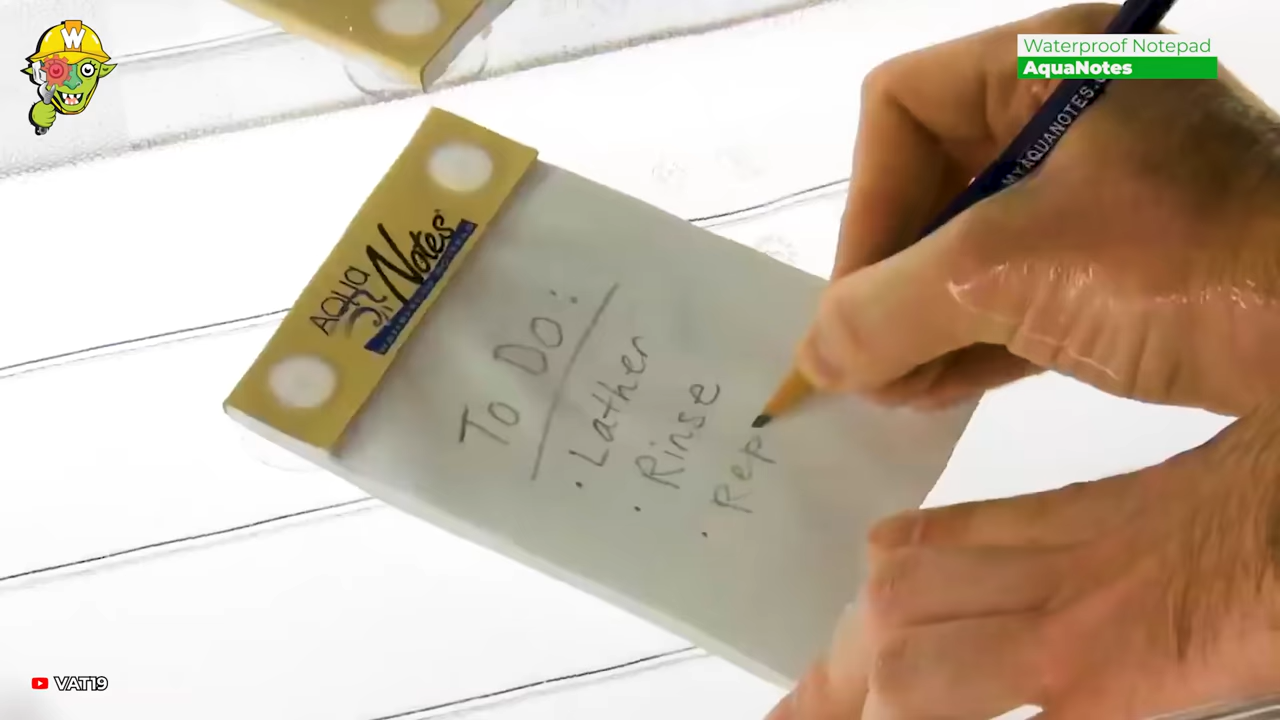 W
Waterproof Notepad
AquaNotes
MYAQUANOTES.
AQUA
Notes
To Do:
· Lather
· Rinse
· Rep
VAT19